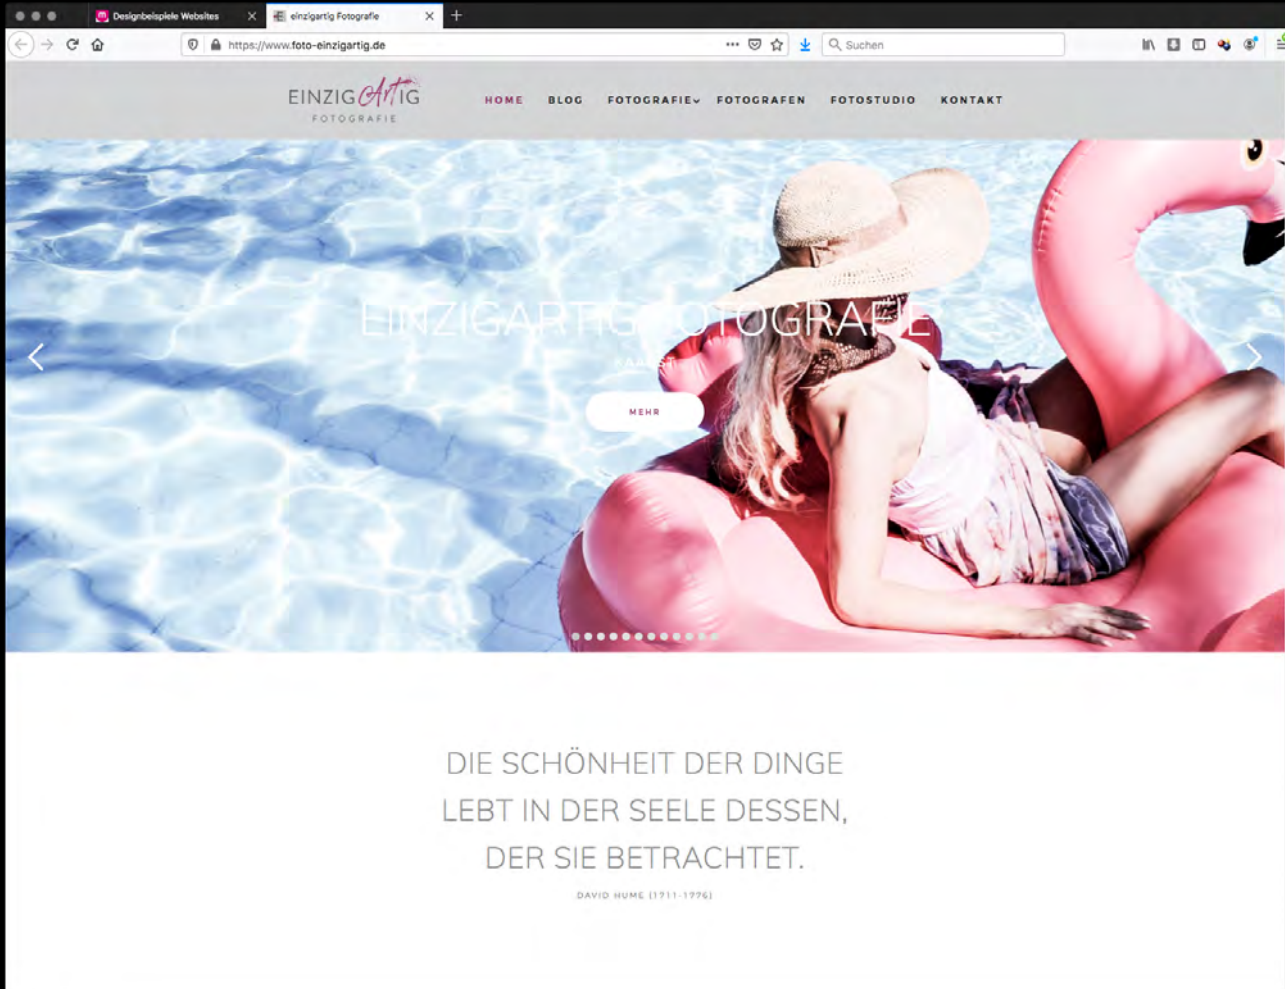 Designbeispiele Websites
einzigartig Fotografie
https://www.foto-einzigartig.de
Suchen
EINZIGArtIG
FOTOGRAFIE
HOME BLOG FOTOGRAFIE FOTOGRAFEN FOTOSTUDIO KONTAKT
EINZIGARTIG FOTOGRAFIE
KAARST
MEHR
DIE SCHÖNHEIT DER DINGE
LEBT IN DER SEELE DESSEN,
DER SIE BETRACHTET.
DAVID HUME (1711-1776)